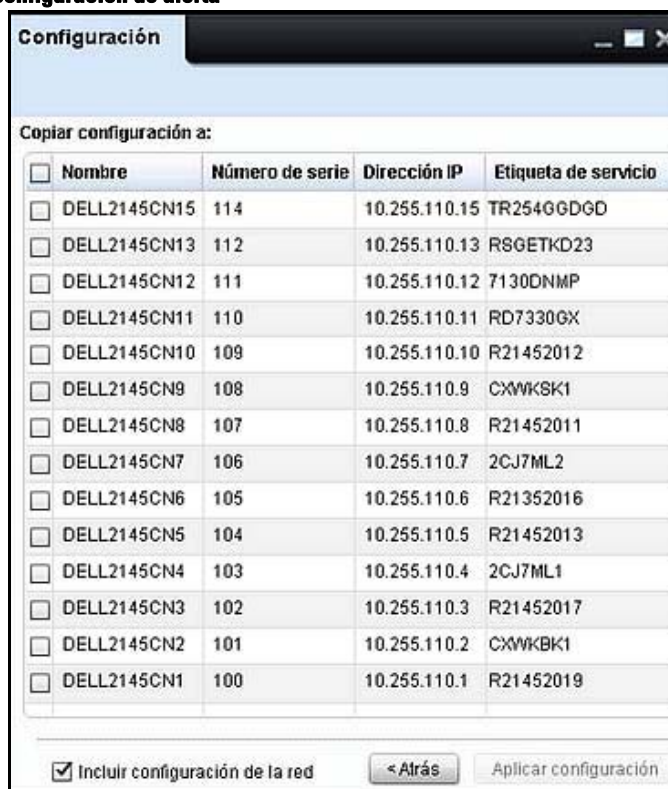 Configuración de alerta
Configuración
Copiar configuración a:
Nombre Número de serie Dirección IP Etiqueta de servicio
DELL2145CN15 114 10.255.110.15 TR254GGDGD
DELL2145CN13 112 10.255.110.13 RSGETKD23
DELL2145CN12 111 10.255.110.12 7130DNMP
DELL2145CN11 110 10.255.110.11 RD7330GX
DELL2145CN10 109 10.255.110.10 R21452012
DELL2145CN9 108 10.255.110.9 CXWKSK1
DELL2145CN8 107 10.255.110.8 R21452011
DELL2145CN7 106 10.255.110.7 2CJ7ML2
DELL2145CN6 105 10.255.110.6 R21352016
DELL2145CN5 104 10.255.110.5 R21452013
DELL2145CN4 103 10.255.110.4 2CJ7ML1
DELL2145CN3 102 10.255.110.3 R21452017
DELL2145CN2 101 10.255.110.2 CXWKBK1
DELL2145CN1 100 10.255.110.1 R21452019
Incluir configuración de la red < Atrás Aplicar configuración